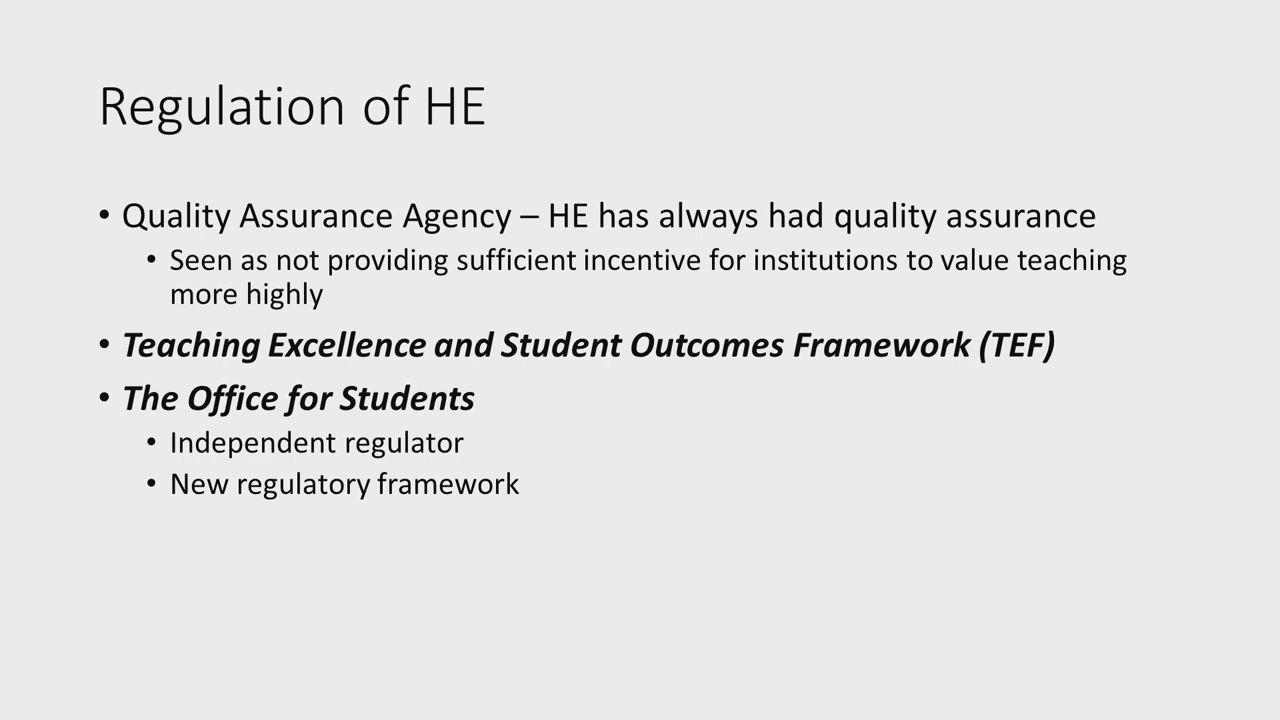 Regulation of HE
• Quality Assurance Agency – HE has always had quality assurance
• Seen as not providing sufficient incentive for institutions to value teaching
more highly
• Teaching Excellence and Student Outcomes Framework (TEF)
• The Office for Students
• Independent regulator
• New regulatory framework